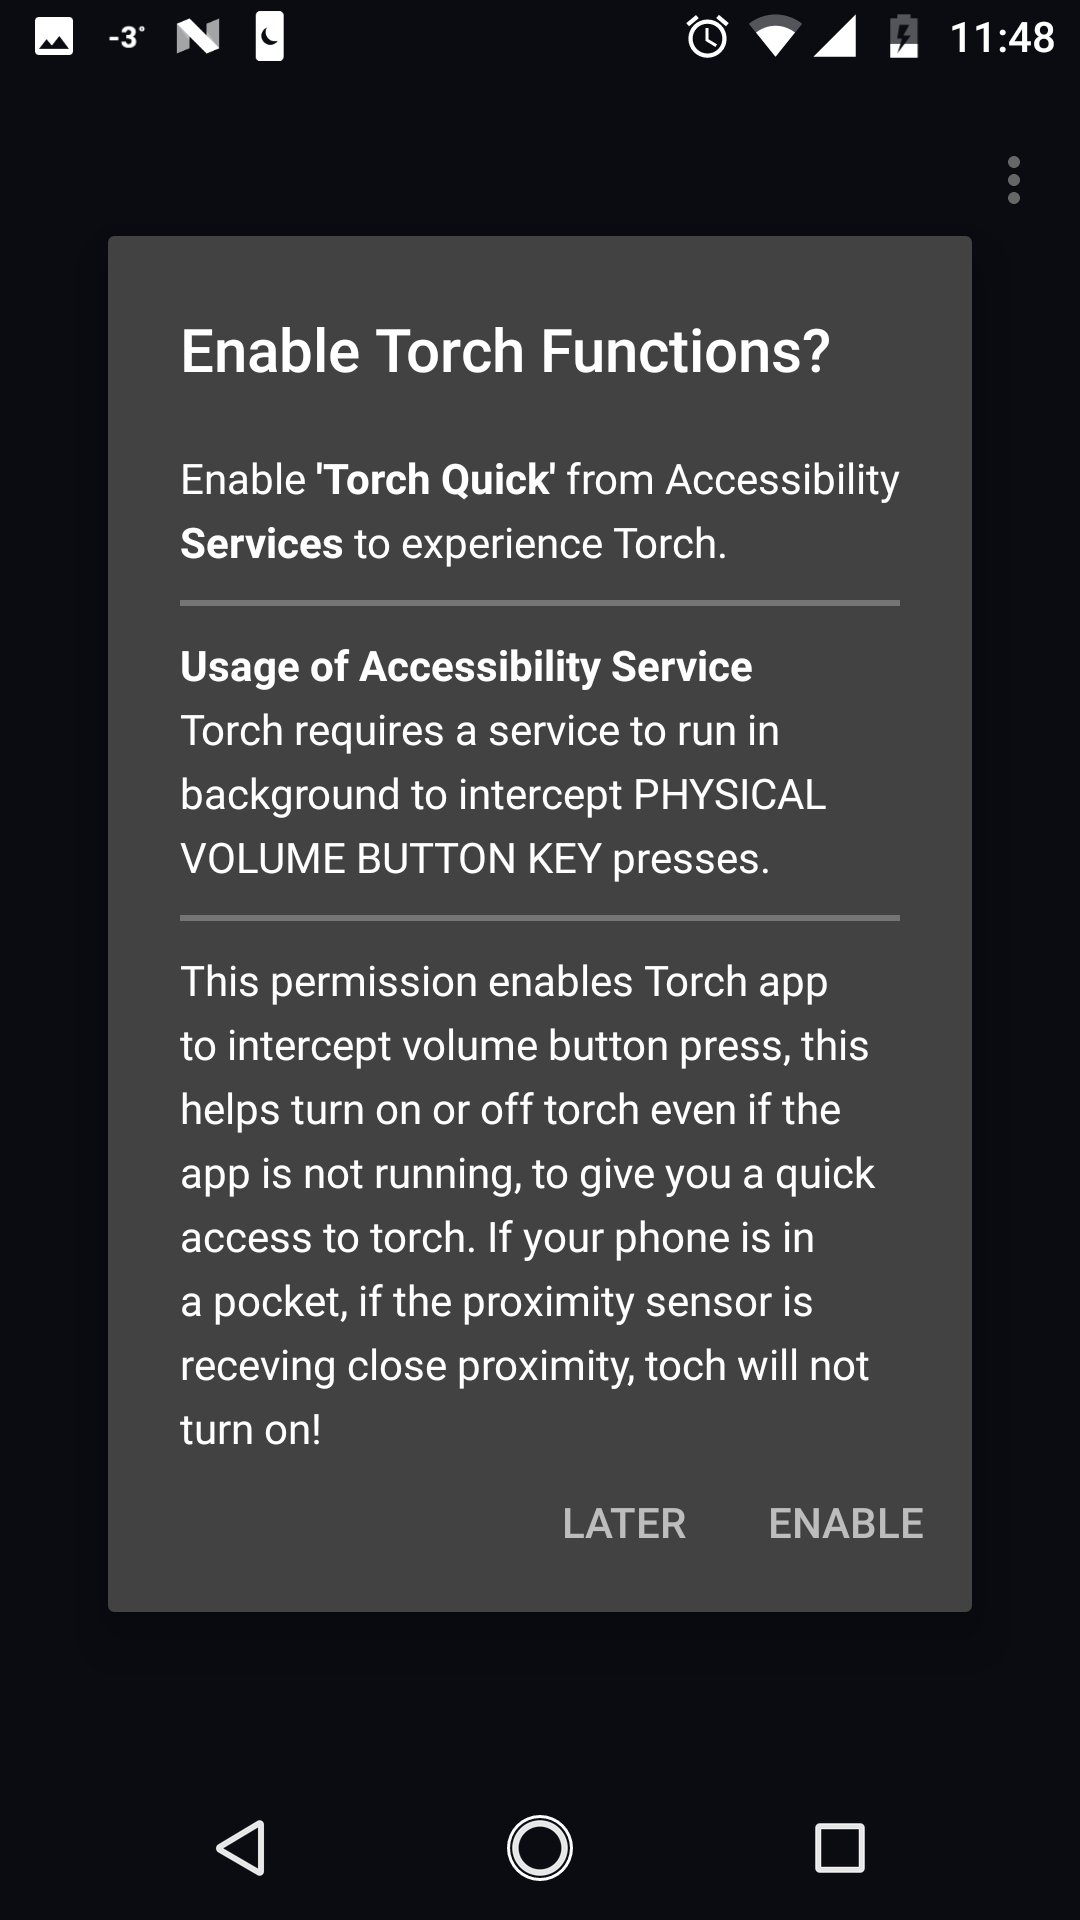 -3° 11:48
Enable Torch Functions?
Enable 'Torch Quick' from Accessibility
Services to experience Torch.
Usage of Accessibility Service
Torch requires a service to run in
background to intercept PHYSICAL
VOLUME BUTTON KEY presses.
This permission enables Torch app
to intercept volume button press, this
helps turn on or off torch even if the
app is not running, to give you a quick
access to torch. If your phone is in
a pocket, if the proximity sensor is
receving close proximity, toch will not
turn on!
LATER ENABLE